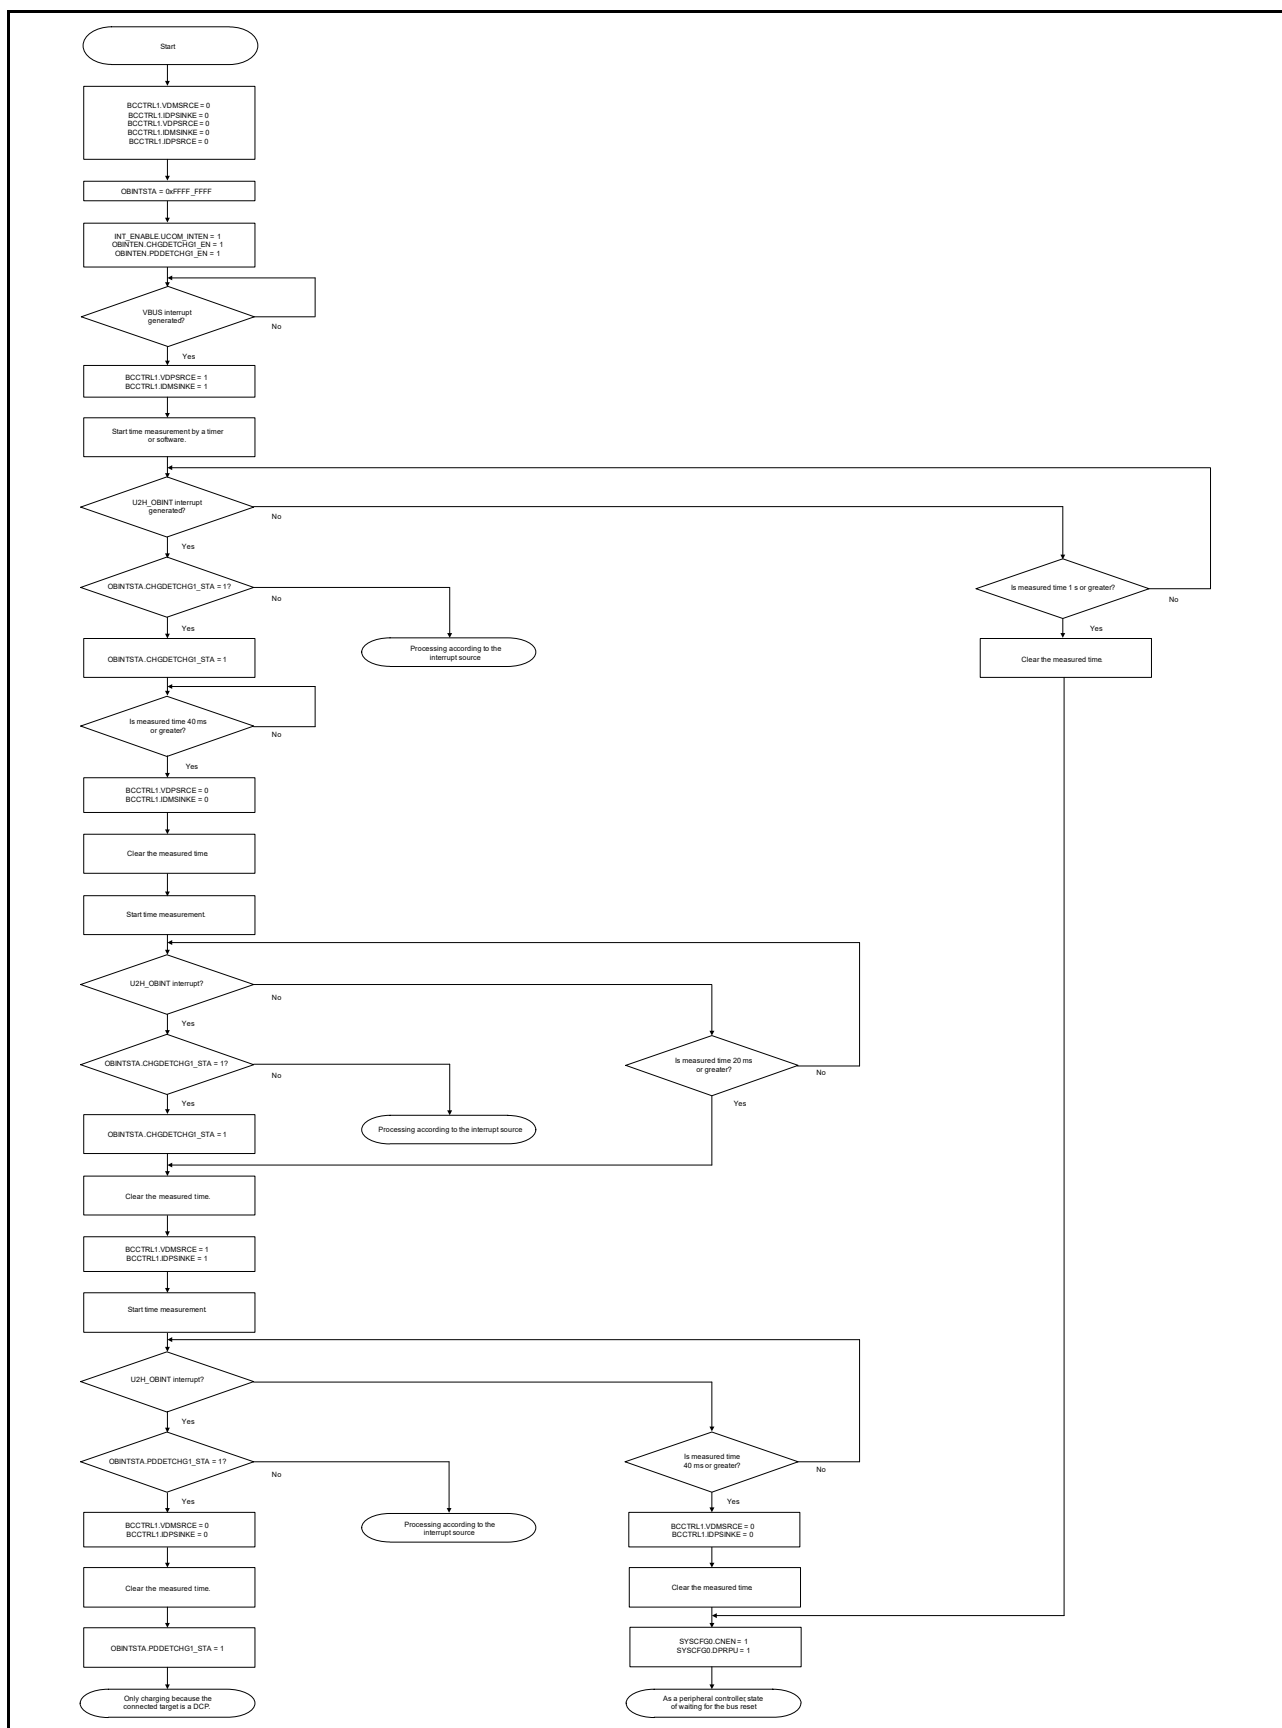 Start
BCCTRL1.VDMSRCE = 0
BCCTRL1.IDPSINKE = 0
BCCTRL1.VDPSRCE = 0
BCCTRL1.IDMSINKE = 0
BCCTRL1.IDPSRCE = 0
OBINTSTA = 0xFFFF_FFFF
INT_ENABLE.UCOM_INTEN = 1
OBINTEN.CHGDETCHG1_EN = 1
OBINTEN.PDDETCHG1_EN = 1
VBUS interrupt
generated?
No
Yes
BCCTRL1.VDPSRCE = 1
BCCTRL1.IDMSINKE = 1
Start time measurement by a timer
or software.
U2H_OBINT interrupt
generated?
No
Yes
OBINTSTA.CHGDETCHG1_STA = 1?
No
Is measured time 1 s or greater?
No
Yes
Yes
OBINTSTA.CHGDETCHG1_STA = 1
Processing according to the
interrupt source
Clear the measured time.
Is measured time 40 ms
or greater?
No
Yes
BCCTRL1.VDPSRCE = 0
BCCTRL1.IDMSINKE = 0
Clear the measured time
Start time measurement.
U2H_OBINT interrupt?
No
Yes
OBINTSTA.CHGDETCHG1_STA = 1?
No
Is measured time 20 ms
or greater?
No
Yes
Yes
OBINTSTA.CHGDETCHG1_STA = 1
Processing according to the interrupt source
Clear the measured time.
BCCTRL1.VDMSRCE = 1
BCCTRL1.IDPSINKE = 1
Start time measurement.
U2H_OBINT interrupt?
Yes
OBINTSTA.PDDETCHG1_STA = 1?
No
Is measured time
40 ms or greater?
No
Yes
Yes
BCCTRL1.VDMSRCE = 0
BCCTRL1.IDPSINKE = 0
Processing according to the
interrupt source
BCCTRL1.VDMSRCE = 0
BCCTRL1.IDPSINKE = 0
Clear the measured time.
Clear the measured time
OBINTSTA.PDDETCHG1_STA = 1
SYSCFG0.CNEN = 1
SYSCFG0.DPRPU = 1
Only charging because the
connected target is a DCP.
As a peripheral controller, state
of waiting for the bus reset